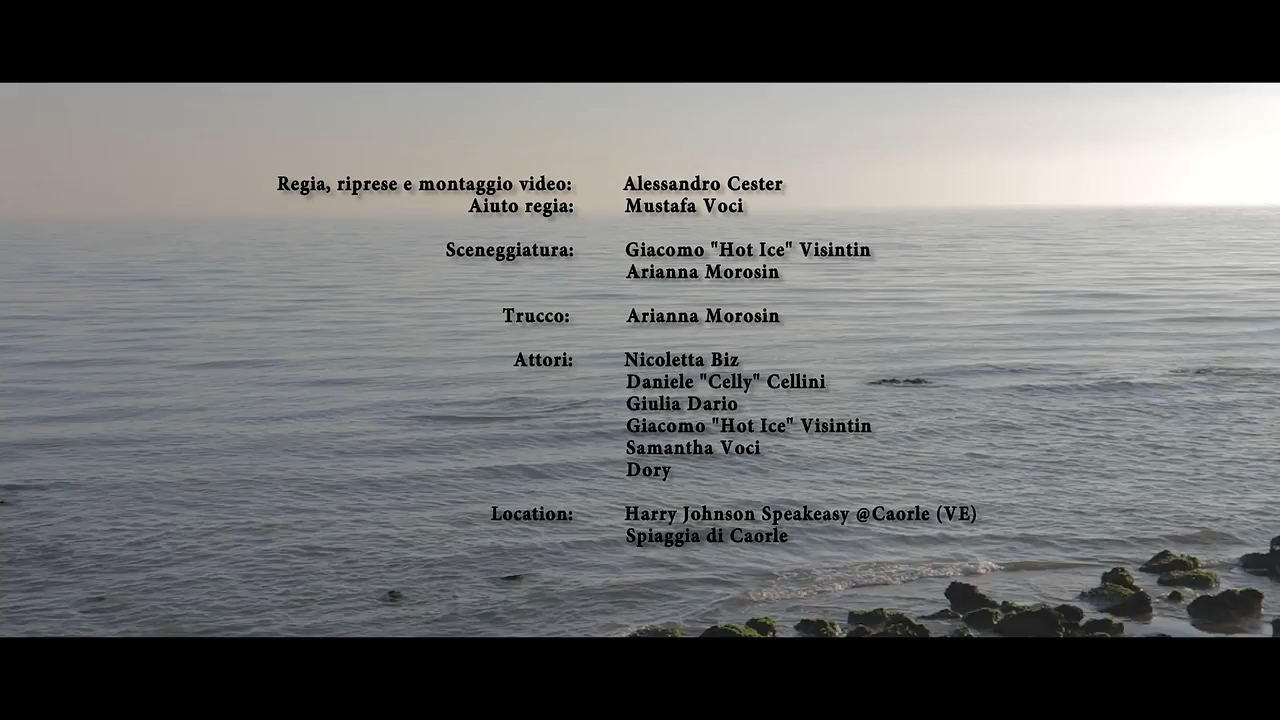 Regia, riprese e montaggio video: Alessandro Cester
Aiuto regia: Mustafa Voci
Sceneggiatura: Giacomo "Hot Ice" Visintin
Arianna Morosin
Trucco: Arianna Morosin
Attori: Nicoletta Biz
Daniele "Celly" Cellini
Giulia Dario
Giacomo "Hot Ice" Visintin
Samantha Voci
Dory
Location: Harry Johnson Speakeasy @Caorle (VE)
Spiaggia di Caorle